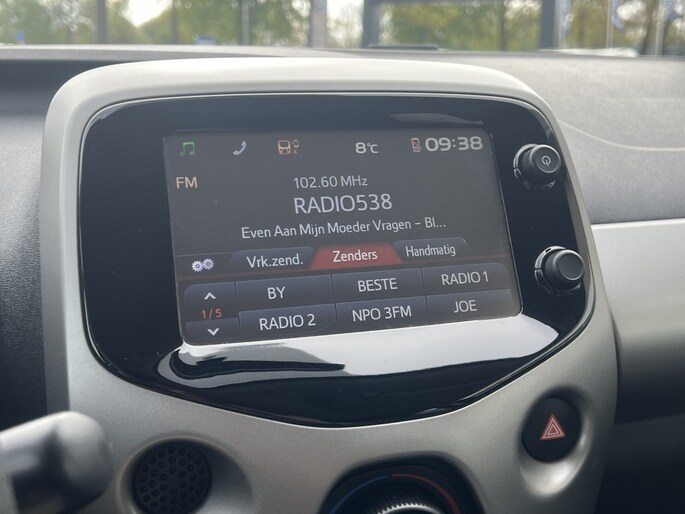 8°C 09:38
FM
102.60 MHz
RADIO538
Even Aan Mijn Moeder Vragen – Bl...
Vrk.zend. Zenders Handmatig
BY BESTE RADIO 1
1/5
RADIO 2 NPO 3FM JOE